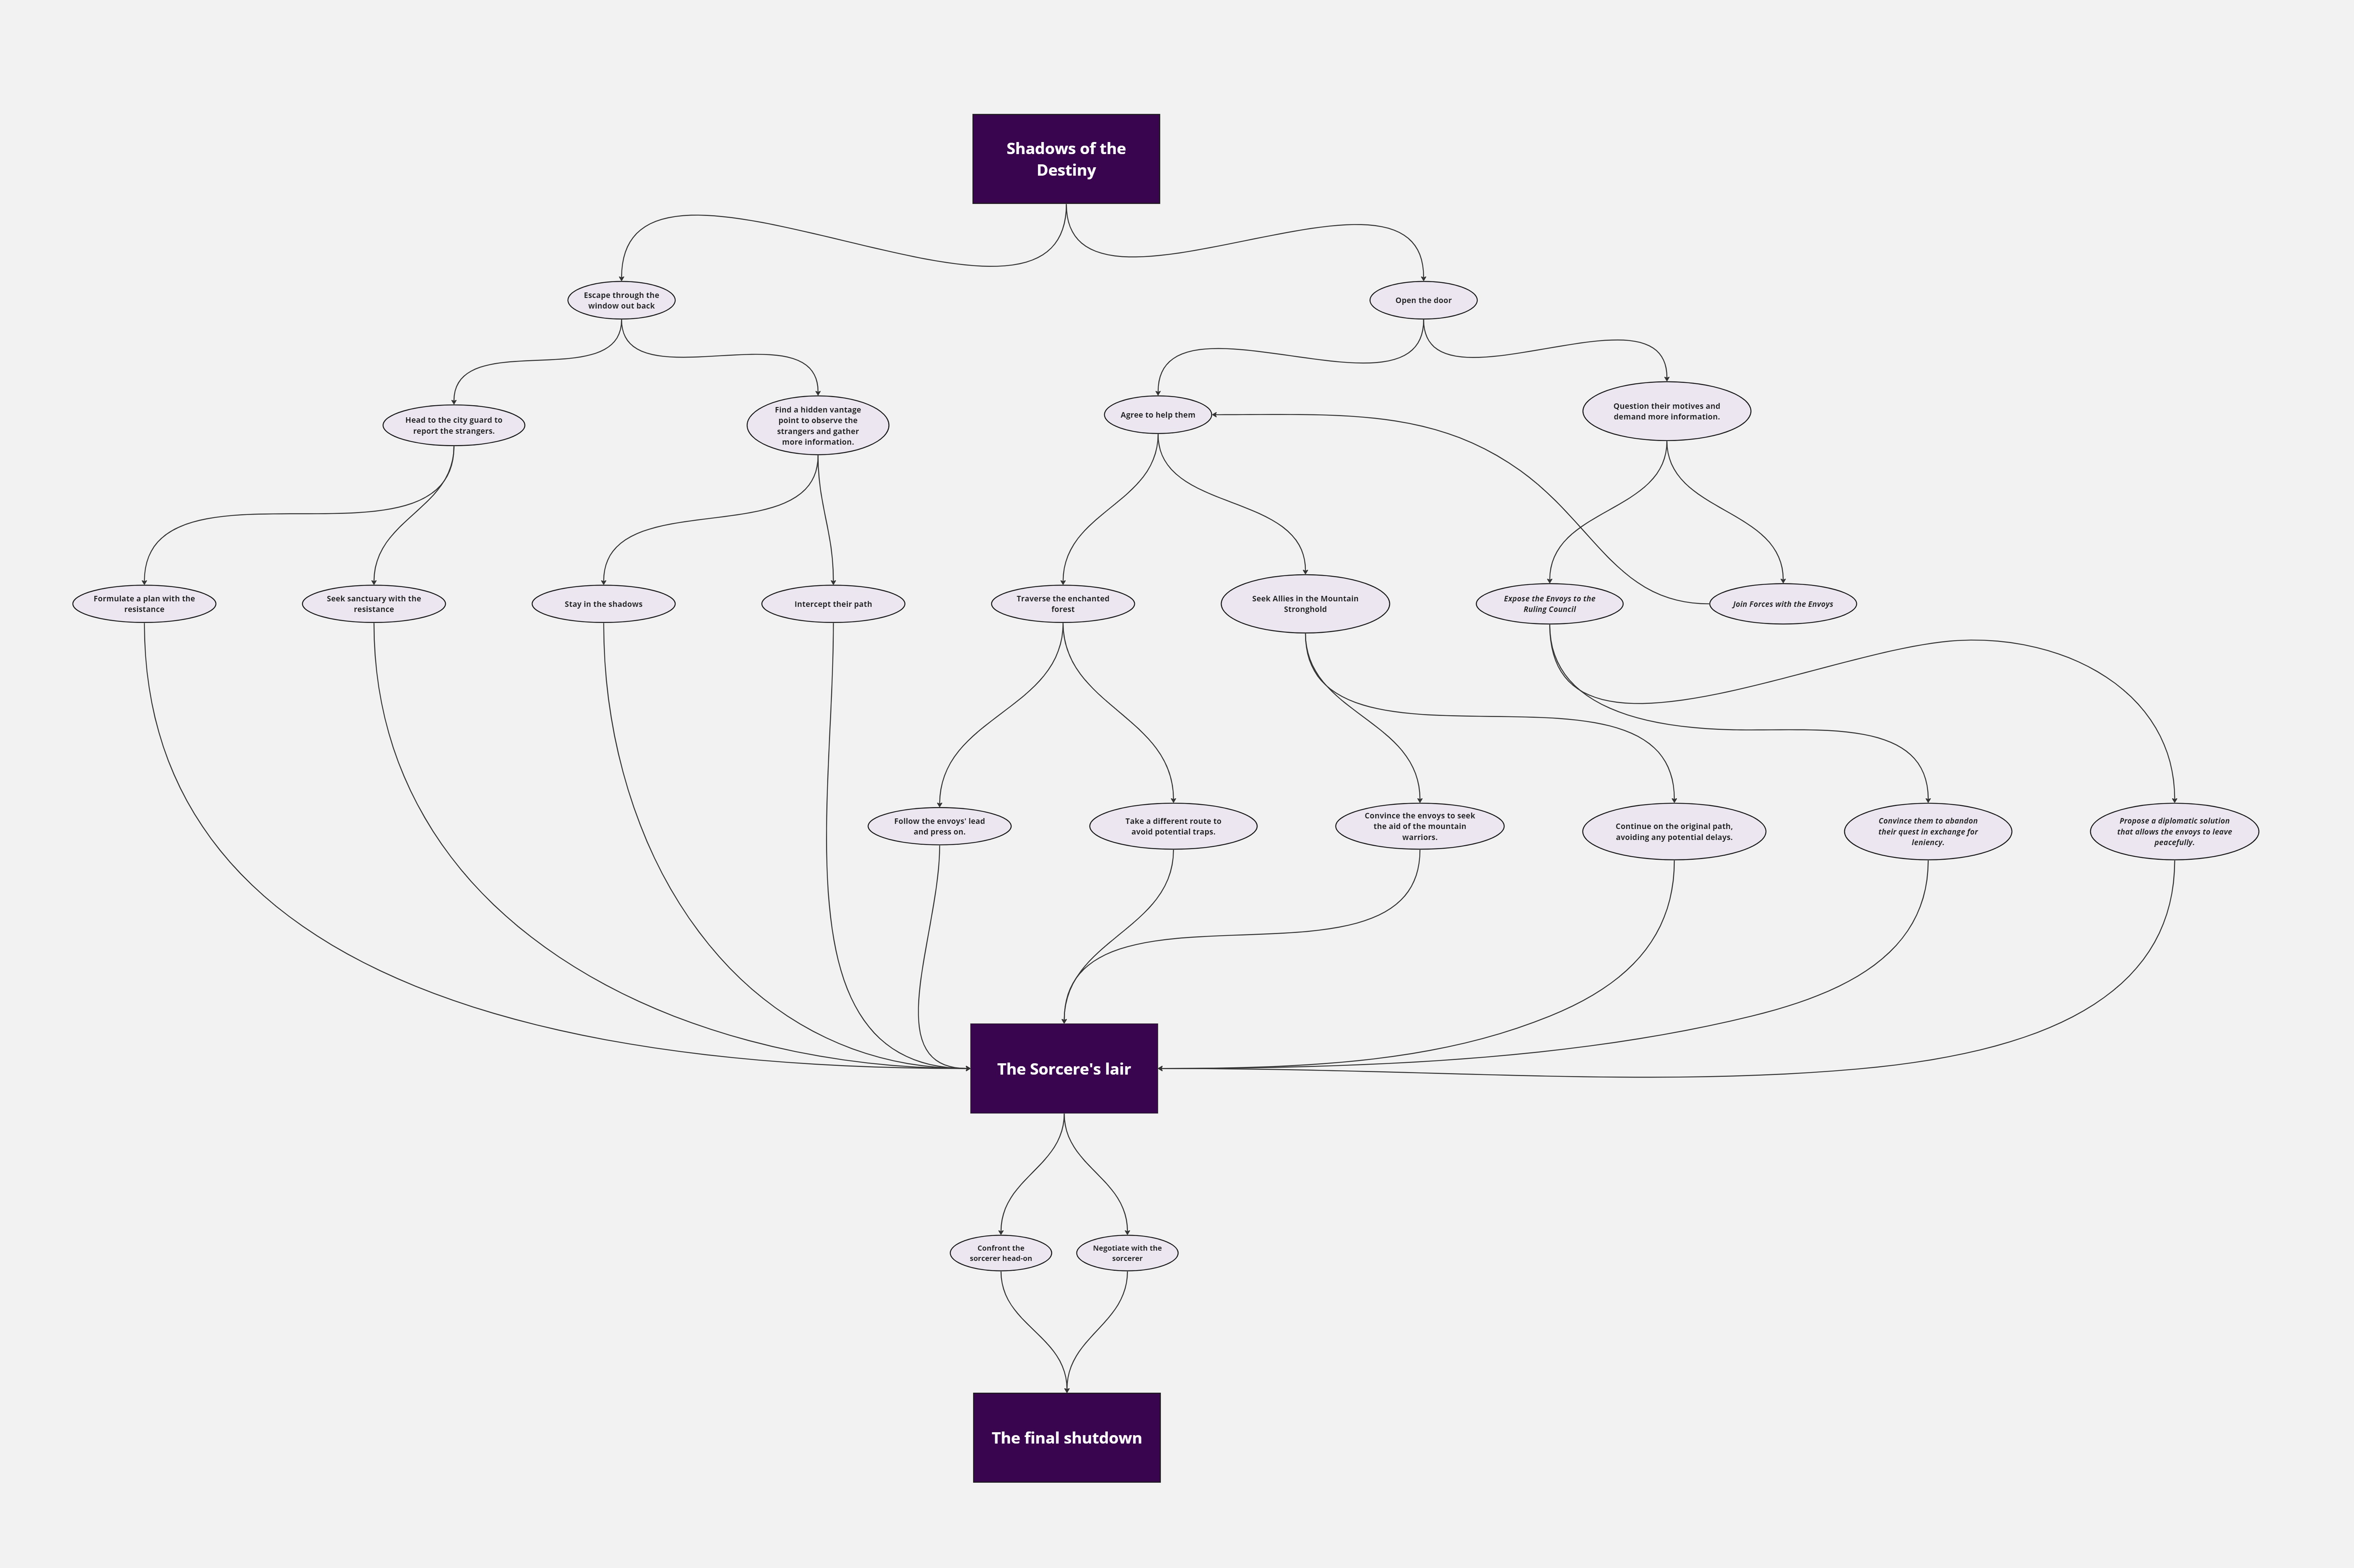 Shadows of the
Destiny
Escape through the
window out back
Open the door
Head to the city guard to
report the strangers.
Find a hidden vantage
point to observe the
strangers and gather
more information.
Agree to help them
Question their motives and
demand more information.
Formulate a plan with the
resistance
Seek sanctuary with the
resistance
Stay in the shadows
Intercept their path
Traverse the enchanted
forest
Seek Allies in the Mountain
Stronghold
Expose the Envoys to the
Ruling Council
Join Forces with the Envoys
Follow the envoys' lead
and press on.
Take a different route to
avoid potential traps.
Convince the envoys to seek
the aid of the mountain
warriors.
Continue on the original path,
avoiding any potential delays.
Convince them to abandon
their quest in exchange for
leniency.
Propose a diplomatic solution
that allows the envoys to leave
peacefully.
The Sorcere's lair
Confront the
sorcerer head-on
Negotiate with the
sorcerer
The final shutdown